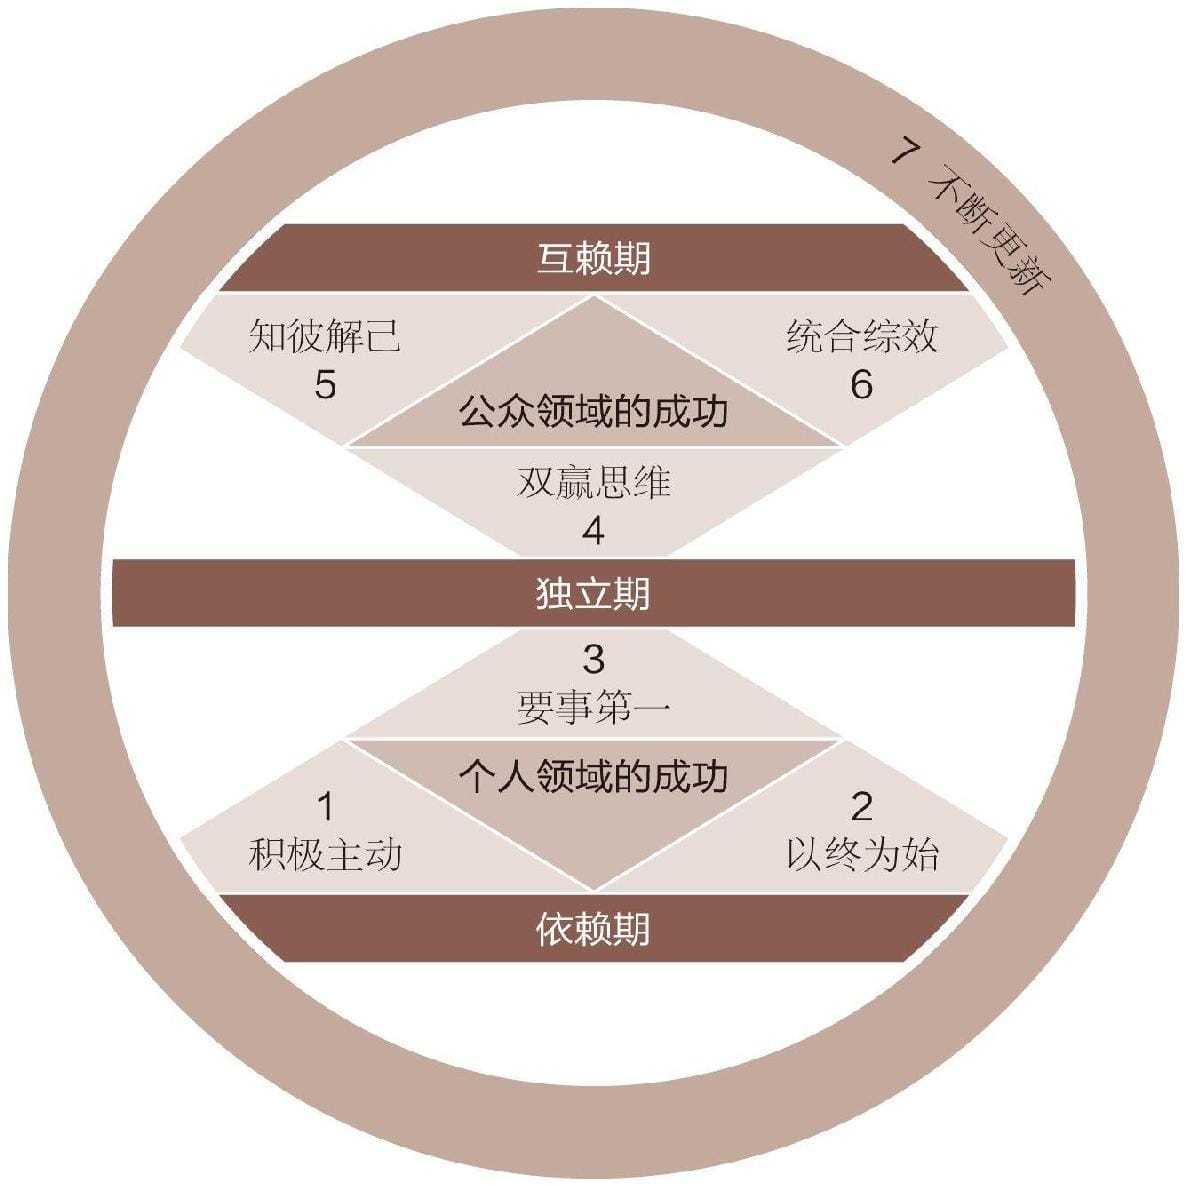 7 不断更新
互赖期
知彼解己
5
统合综效
6
公众领域的成功
双赢思维
4
独立期
3
要事第一
个人领域的成功
1
积极主动
2
以终为始
依赖期